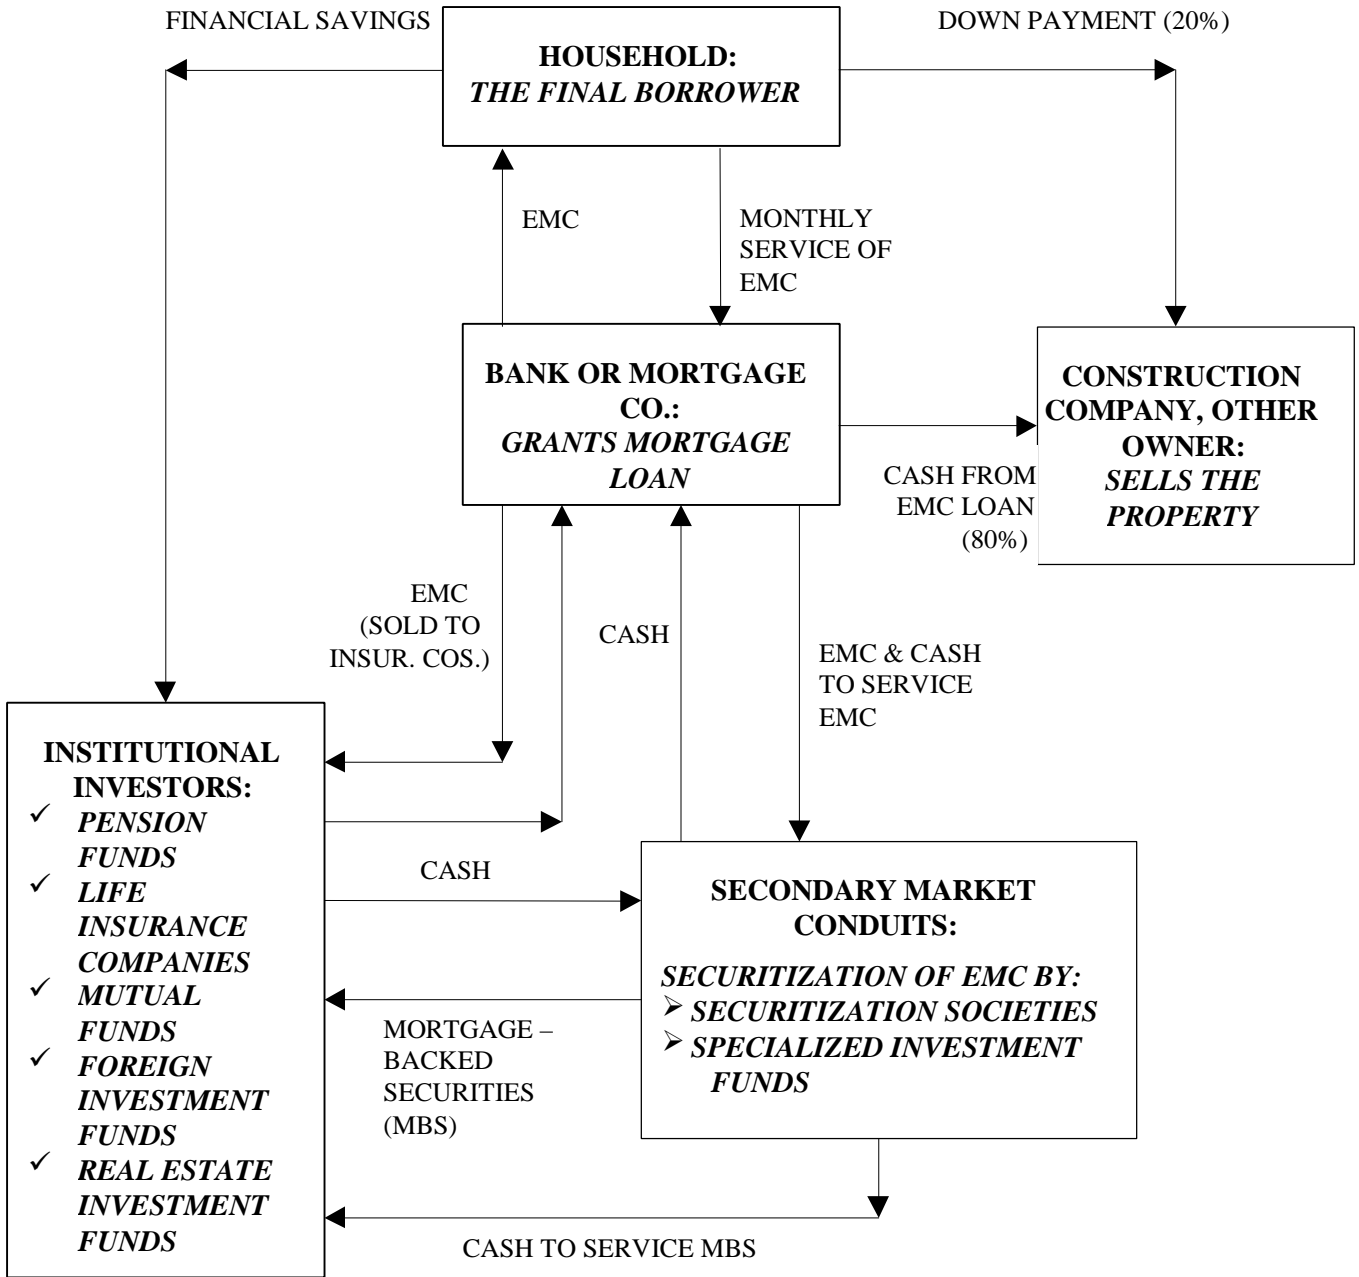 FINANCIAL SAVINGS
DOWN PAYMENT (20%)
HOUSEHOLD:
THE FINAL BORROWER
EMC
MONTHLY
SERVICE OF
EMC
BANK OR MORTGAGE
CO.:
GRANTS MORTGAGE
LOAN
CONSTRUCTION
COMPANY, OTHER
OWNER:
SELLS THE
PROPERTY
CASH FROM
EMC LOAN
(80%)
EMC
(SOLD TO
INSUR. COS.)
CASH
EMC & CASH
TO SERVICE
EMC
INSTITUTIONAL
INVESTORS:
✓ PENSION
FUNDS
✓ LIFE
INSURANCE
COMPANIES
✓ MUTUAL
FUNDS
✓ FOREIGN
INVESTMENT
FUNDS
✓ REAL ESTATE
INVESTMENT
FUNDS
CASH
SECONDARY MARKET
CONDUITS:
SECURITIZATION OF EMC BY:
➢ SECURITIZATION SOCIETIES
➢ SPECIALIZED INVESTMENT
FUNDS
MORTGAGE –
BACKED
SECURITIES
(MBS)
CASH TO SERVICE MBS